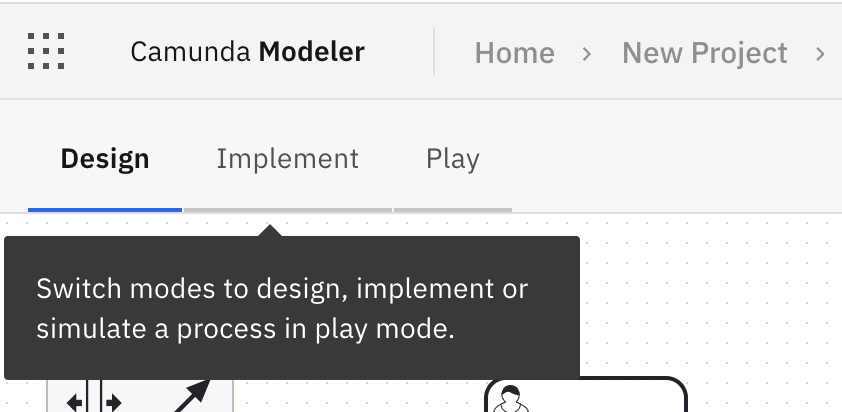 Camunda Modeler Home > New Project >
Design Implement Play
Switch modes to design, implement or
simulate a process in play mode.